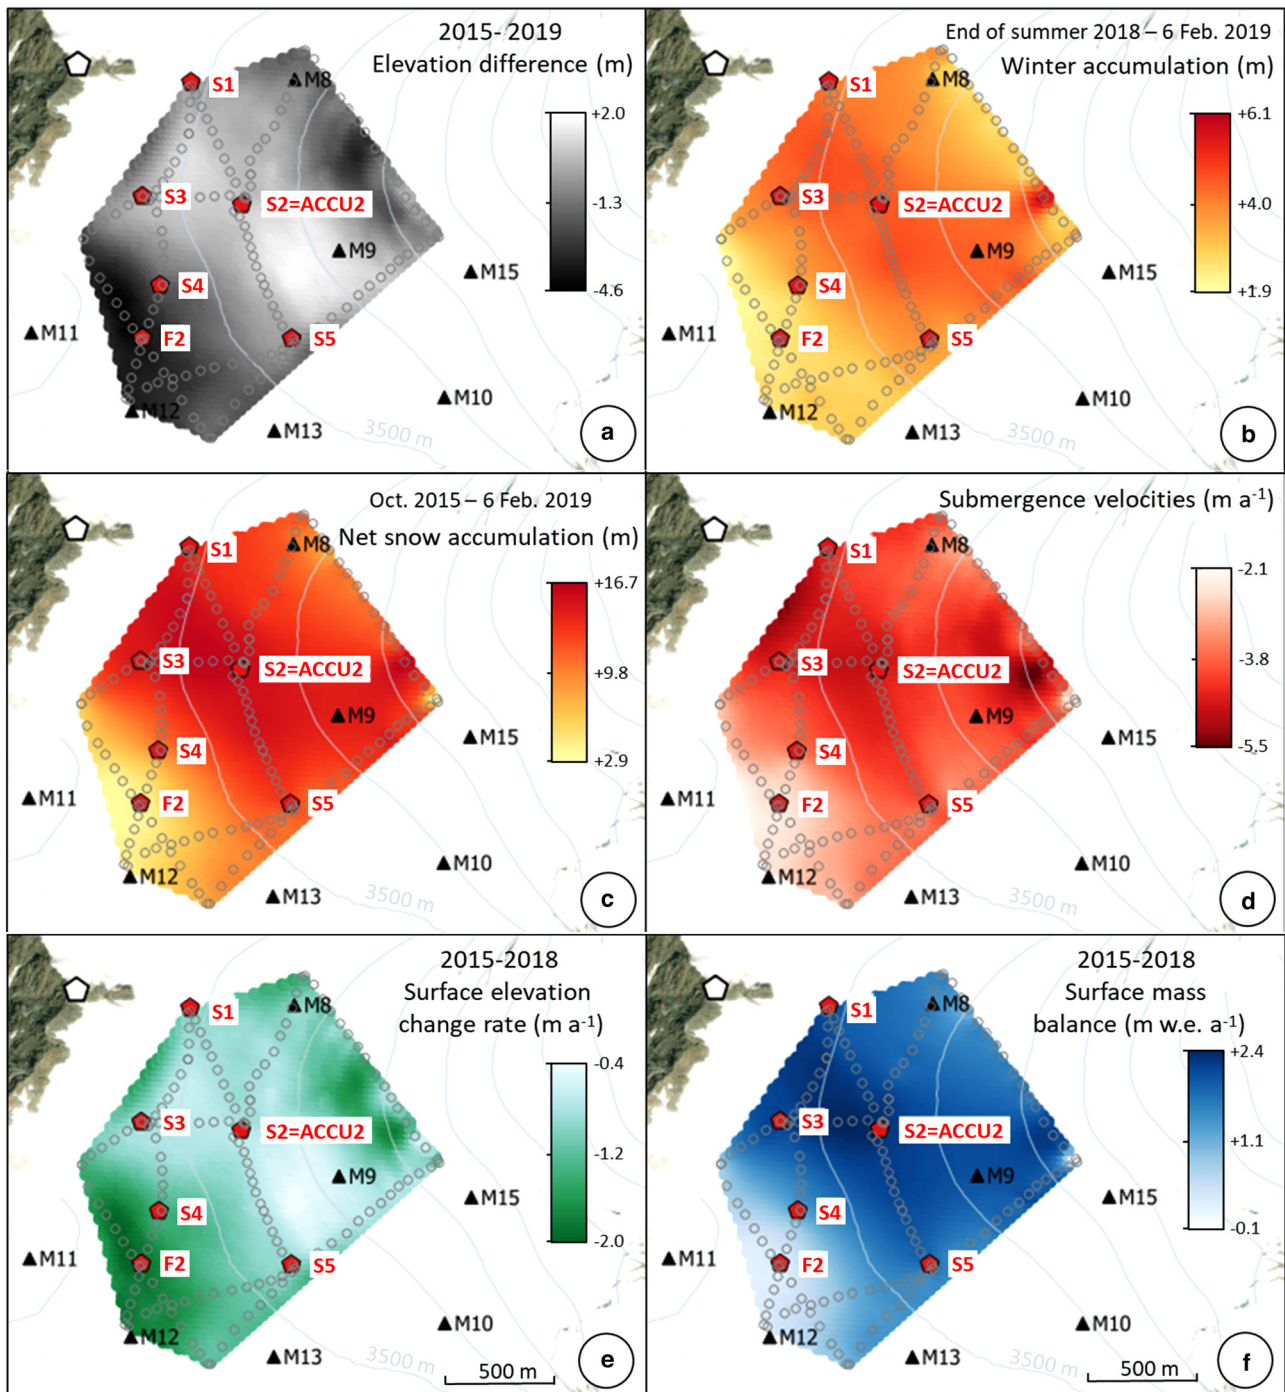 2015-2019
Elevation difference (m)
S1
M8
+2.0
S3
S2=ACCU2
-1.3
M9
M15
S4
-4.6
M11
F2
S5
M12
M10
M13
3500 m
a
End of summer 2018 – 6 Feb. 2019
Winter accumulation (m)
S1
M8
+6.1
S3
S2=ACCU2
+4.0
M9
M15
S4
+1.9
M11
F2
S5
M12
M10
M13
3500 m
b
Oct. 2015 – 6 Feb. 2019
Net snow accumulation (m)
S1
M8
+16.7
S3
S2=ACCU2
+9.8
M9
M15
S4
+2.9
M11
F2
S5
M12
M10
M13
3500 m
c
Submergence velocities (m a-1)
S1
M8
-2.1
S3
S2=ACCU2
-3.8
M9
M15
S4
-5,5
M11
F2
S5
M12
M10
M13
3500 m
d
2015-2018
Surface elevation
change rate (m a-1)
S1
M8
-0.4
S3
S2=ACCU2
-1.2
M9
M15
S4
-2.0
M11
F2
S5
M12
M10
M13
3500 m
500 m
e
2015-2018
Surface mass
balance (m w.e. a-1)
S1
M8
+2.4
S3
S2=ACCU2
+1.1
M9
M15
S4
-0.1
M11
F2
S5
M12
M10
M13
3500 m
500 m
f